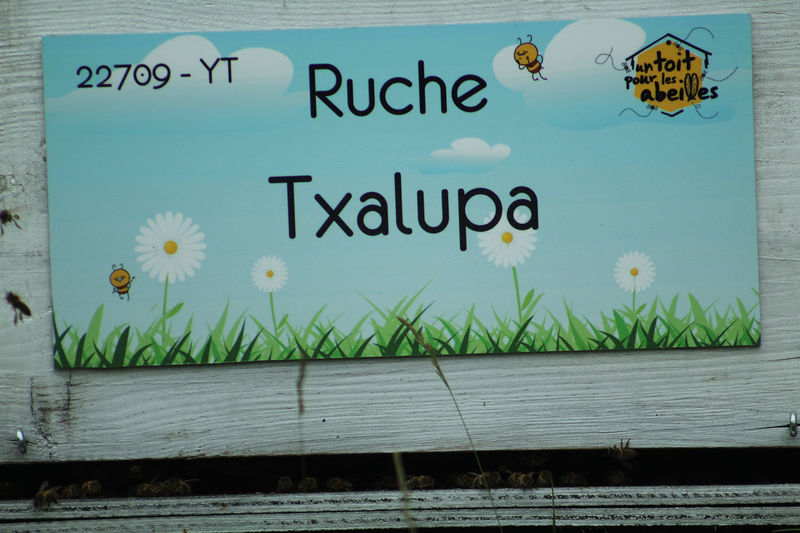 22709 - YT
Ruche
Txalupa
un toit
pour les
abeilles